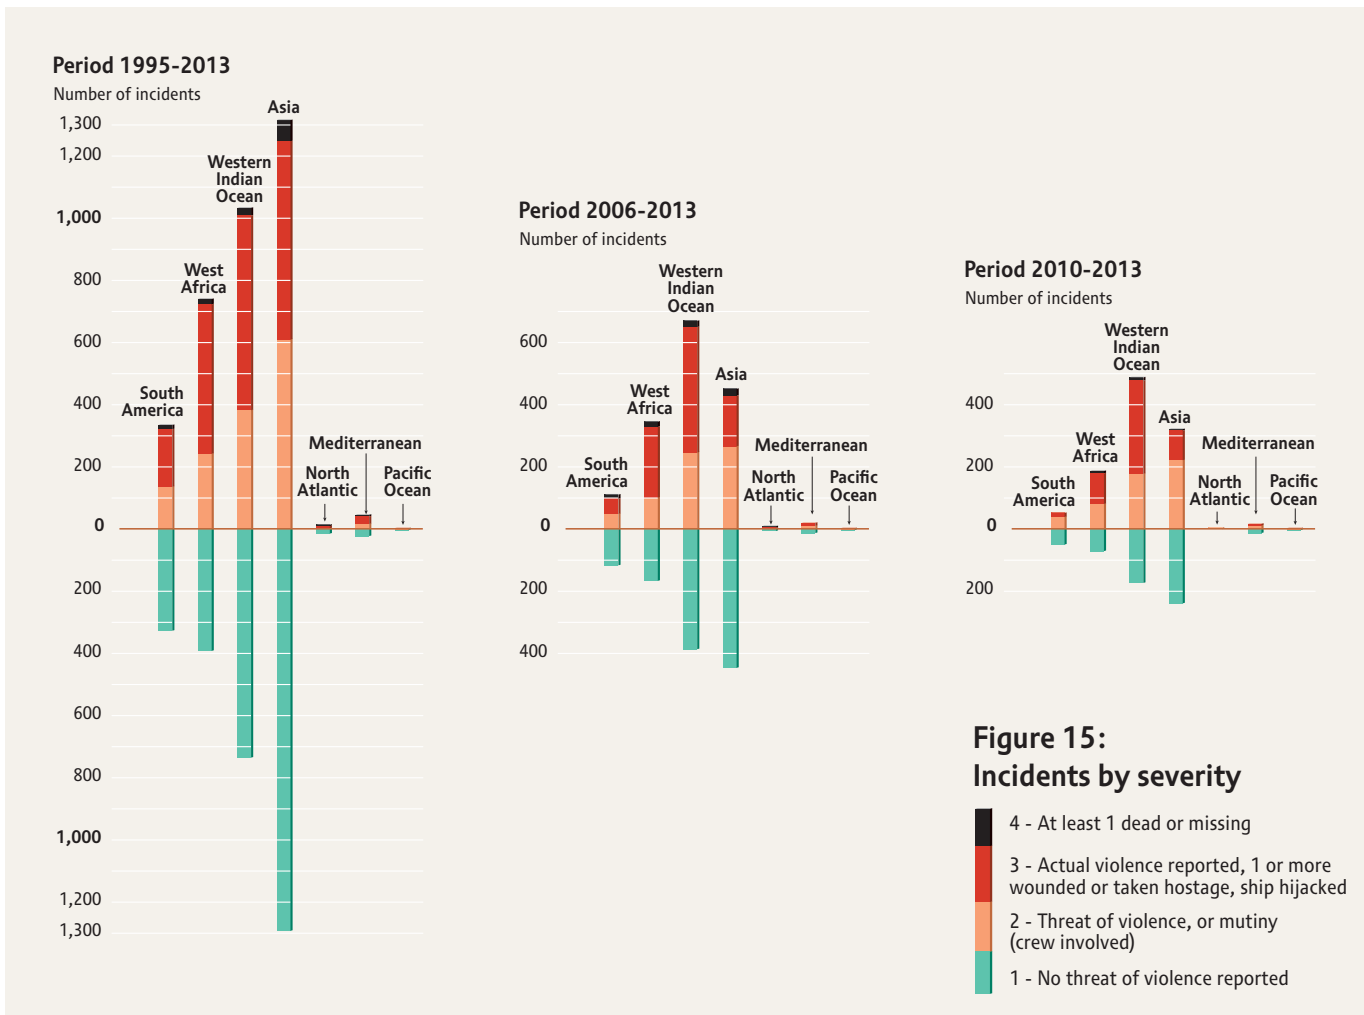 Period 1995-2013
Number of incidents
1,300
1,200
1,000
800
600
400
200
0
200
400
600
800
1,000
1,200
1,300
South
America
West
Africa
Western
Indian
Ocean
Asia
North
Atlantic
Mediterranean
Pacific
Ocean
Period 2006-2013
Number of incidents
600
400
200
0
200
400
South
America
West
Africa
Western
Indian
Ocean
Asia
North
Atlantic
Mediterranean
Pacific
Ocean
Period 2010-2013
Number of incidents
400
200
0
200
South
America
West
Africa
Western
Indian
Ocean
Asia
North
Atlantic
Mediterranean
Pacific
Ocean
Figure 15:
Incidents by severity
4 - At least 1 dead or missing
3 - Actual violence reported, 1 or more
wounded or taken hostage, ship hijacked
2 - Threat of violence, or mutiny
(crew involved)
1 - No threat of violence reported